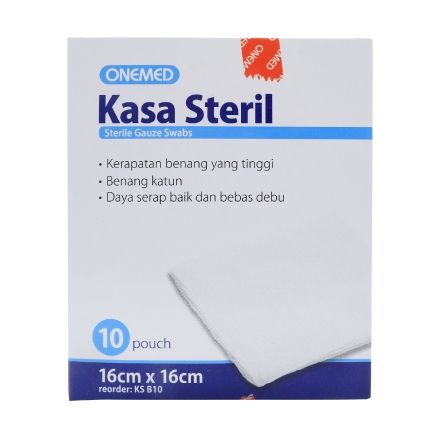 ONEMED
Kasa Steril
Sterile Gauze Swabs
• Kerapatan benang yang tinggi
• Benang katun
• Daya serap baik dan bebas debu
10 pouch
16cm x 16cm
reorder: KS B10
ONEMED